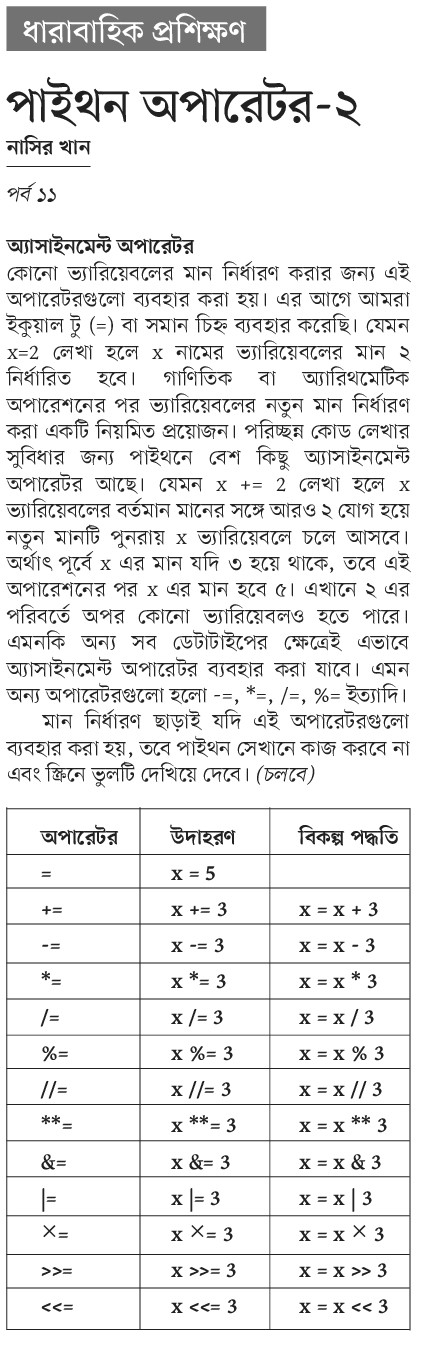 ধারাবাহিক প্রশিক্ষণ
পাইথন অপারেটর-২
নাসির খান
পর্ব ১১
অ্যাসাইনমেন্ট অপারেটর
কোনো ভ্যারিয়েবলের মান নির্ধারণ করার জন্য এই
অপারেটরগুলো ব্যবহার করা হয়। এর আগে আমরা
ইকুয়াল টু (=) বা সমান চিহ্ন ব্যবহার করেছি। যেমন
x=2 লেখা হলে x নামের ভ্যারিয়েবলের মান ২
নির্ধারিত হবে। গাণিতিক বা অ্যারিথমেটিক
অপারেশনের পর ভ্যারিয়েবলের নতুন মান নির্ধারণ
করা একটি নিয়মিত প্রয়োজন। পরিচ্ছন্ন কোড লেখার
সুবিধার জন্য পাইথনে বেশ কিছু অ্যাসাইনমেন্ট
অপারেটর আছে। যেমন x += 2 লেখা হলে x
ভ্যারিয়েবলের বর্তমান মানের সঙ্গে আরও ২ যোগ হয়ে
নতুন মানটি পুনরায় x ভ্যারিয়েবলে চলে আসবে।
অর্থাৎ পূর্বে x এর মান যদি ৩ হয়ে থাকে, তবে এই
অপারেশনের পর x এর মান হবে ৫। এখানে ২ এর
পরিবর্তে অপর কোনো ভ্যারিয়েবলও হতে পারে।
এমনকি অন্য সব ডেটাটাইপের ক্ষেত্রেই এভাবে
অ্যাসাইনমেন্ট অপারেটর ব্যবহার করা যাবে। এমন
অন্য অপারেটরগুলো হলো -=, *=, /=, %= ইত্যাদি।
মান নির্ধারণ ছাড়াই যদি এই অপারেটরগুলো
ব্যবহার করা হয়, তবে পাইথন সেখানে কাজ করবে না
এবং স্ক্রিনে ভুলটি দেখিয়ে দেবে। (চলবে)
অপারেটর উদাহরণ বিকল্প পদ্ধতি
= x = 5
+= x += 3 x = x + 3
-= x -= 3 x = x - 3
*= x *= 3 x = x * 3
/= x /= 3 x = x / 3
%= x %= 3 x = x % 3
//= x //= 3 x = x // 3
**= x **= 3 x = x ** 3
&= x &= 3 x = x & 3
|= x |= 3 x = x | 3
×= x ×= 3 x = x × 3
>>= x >>= 3 x = x >> 3
<<= x <<= 3 x = x << 3